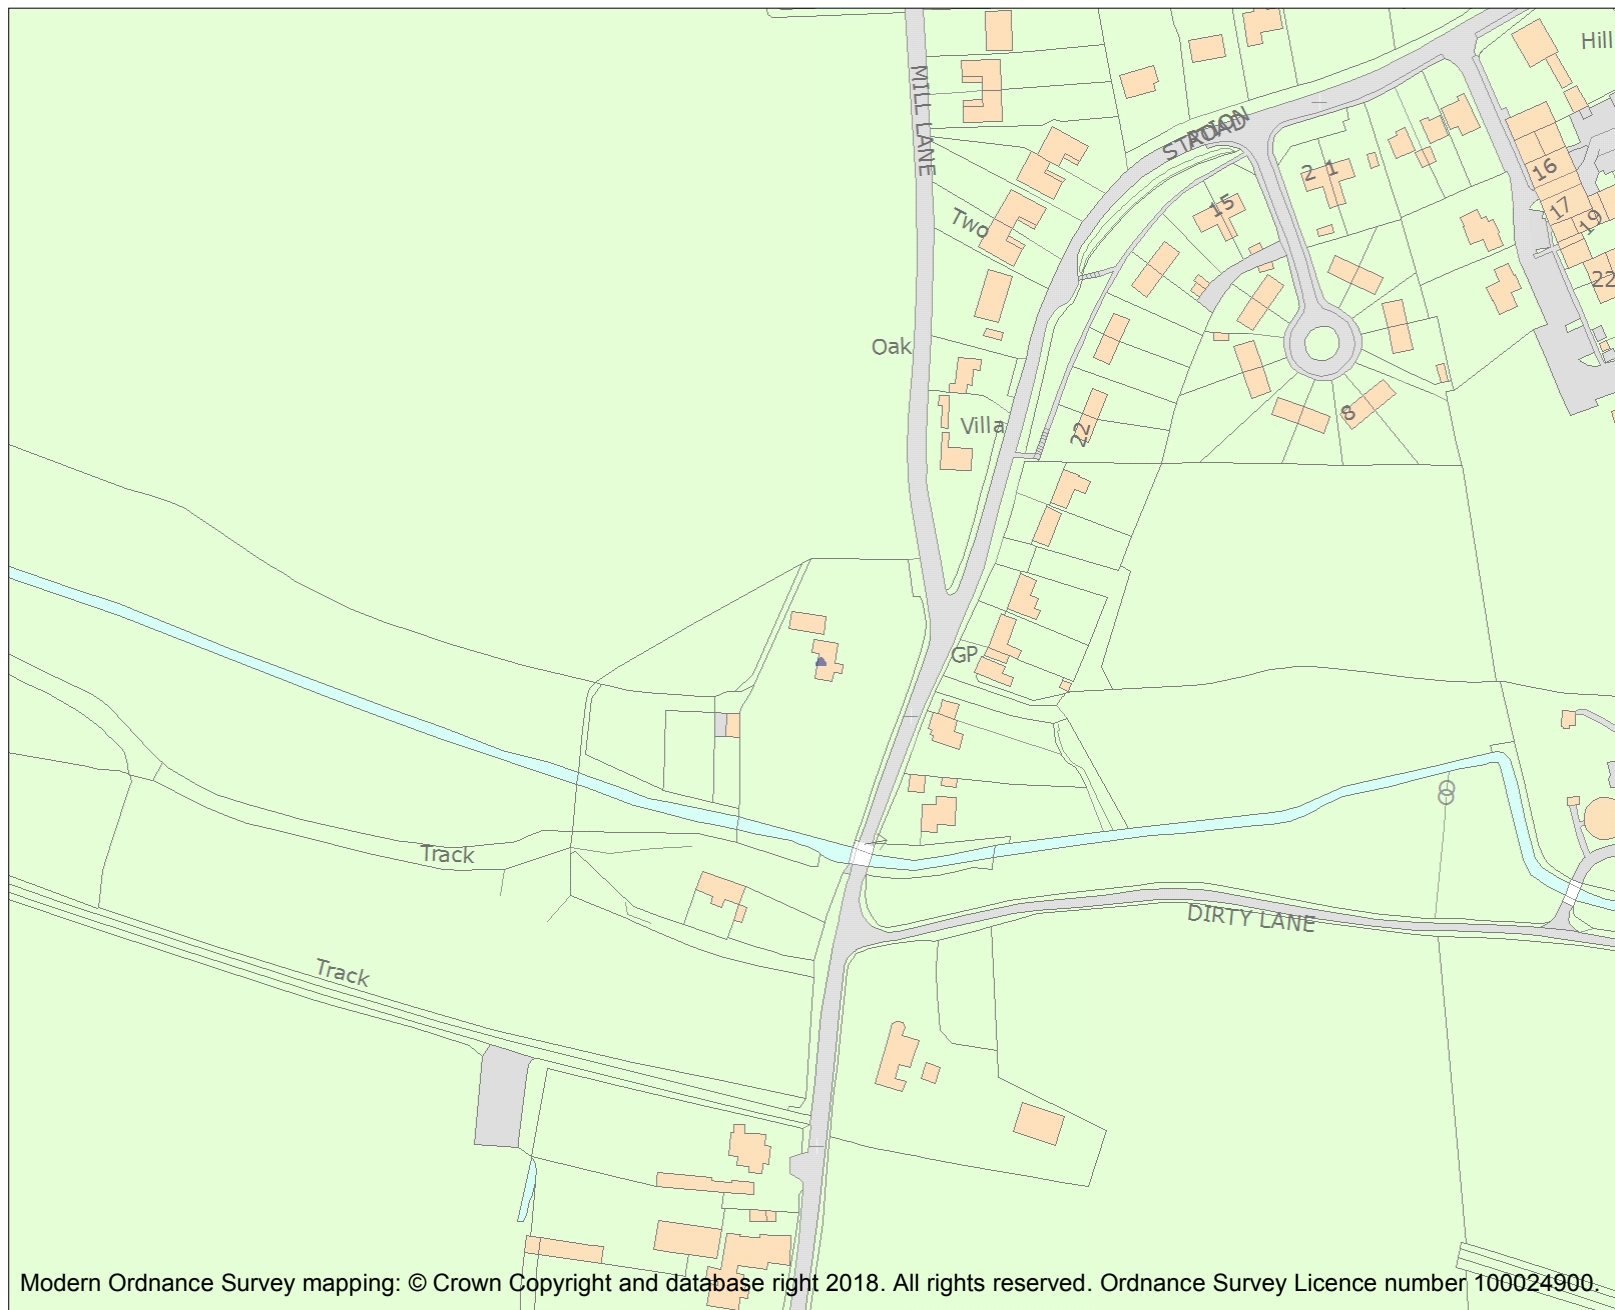 Hill
MILL LANE
STATION
ROAD
2 1
16
15
17
19
Two
22
Oak
8
Villa
22
GP
Track
DIRTY LANE
Track
Modern Ordnance Survey mapping: © Crown Copyright and database right 2018. All rights reserved. Ordnance Survey Licence number 100024900.